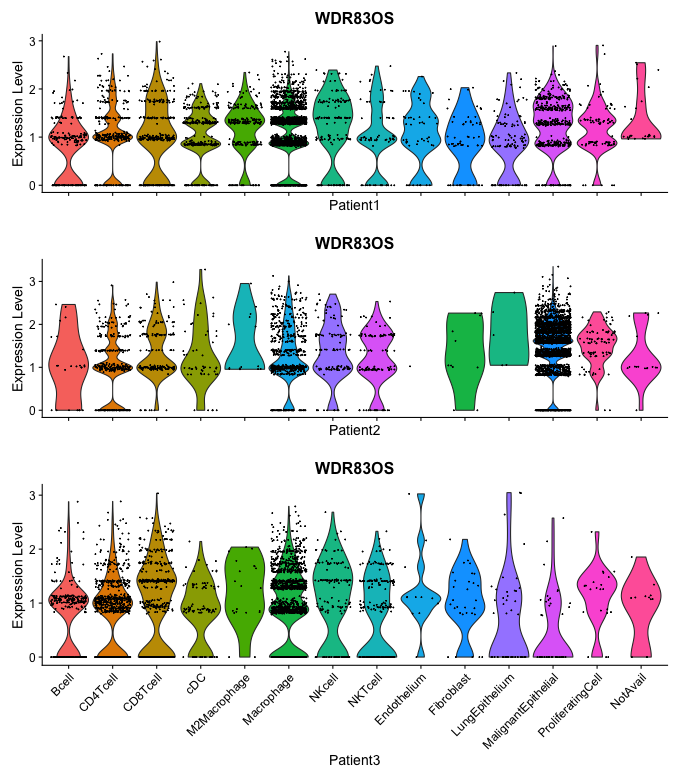 WDR83OS
3
2
1
0
Expression Level
Patient1
WDR83OS
3
2
1
0
Expression Level
Patient2
WDR83OS
3
2
1
0
Expression Level
Bcell
CD4Tcell
CD8Tcell
cDC
M2Macrophage
Macrophage
NKcell
NKTcell
Endothelium
Fibroblast
LungEpithelium
MalignantEpithelial
ProliferatingCell
NotAvail
Patient3